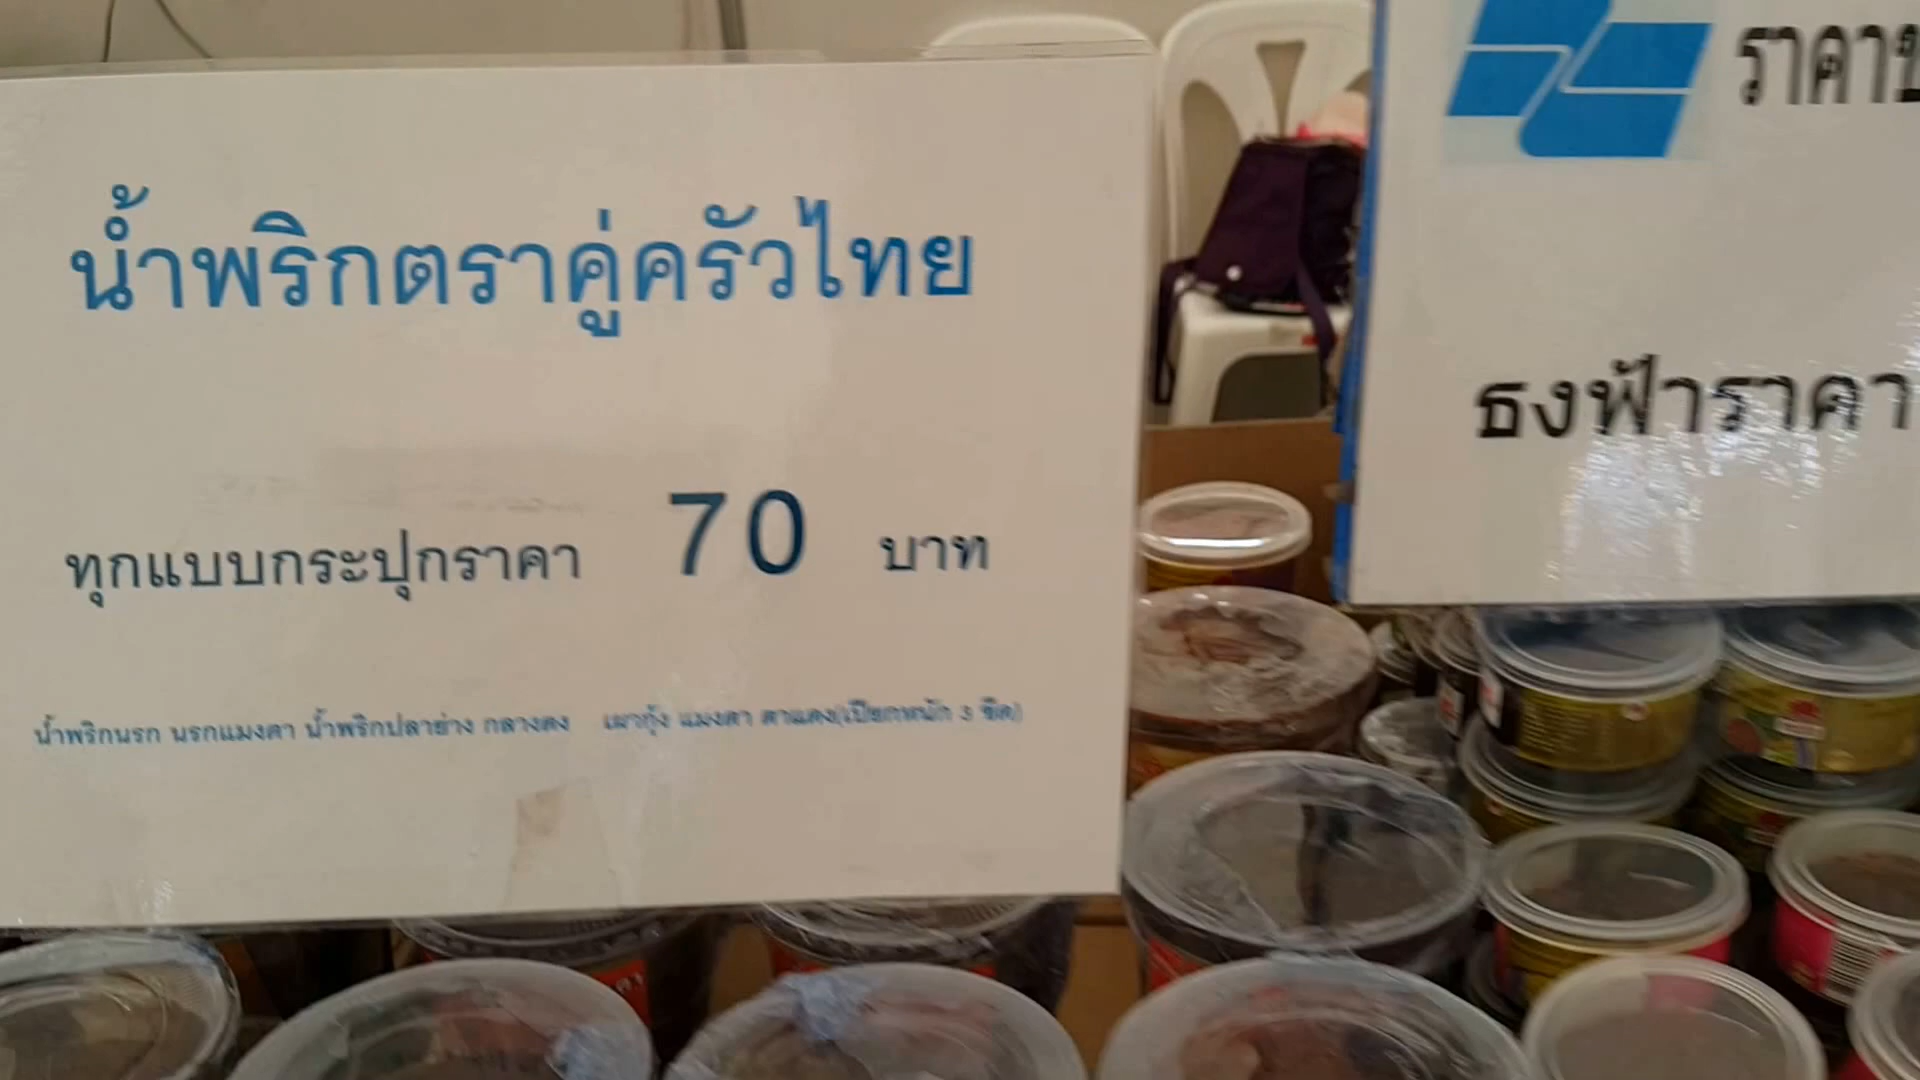 น้ำพริกตราคู่ครัวไทย
ทุกแบบกระปุกราคา 70 บาท
น้ำพริกนรก นรกแมงดา น้ำพริกปลาย่าง กลางดง เผากุ้ง แมงดา ตาแดง(เปียกหนัก 3 ขีด)
ราคา
ธงฟ้าราคา